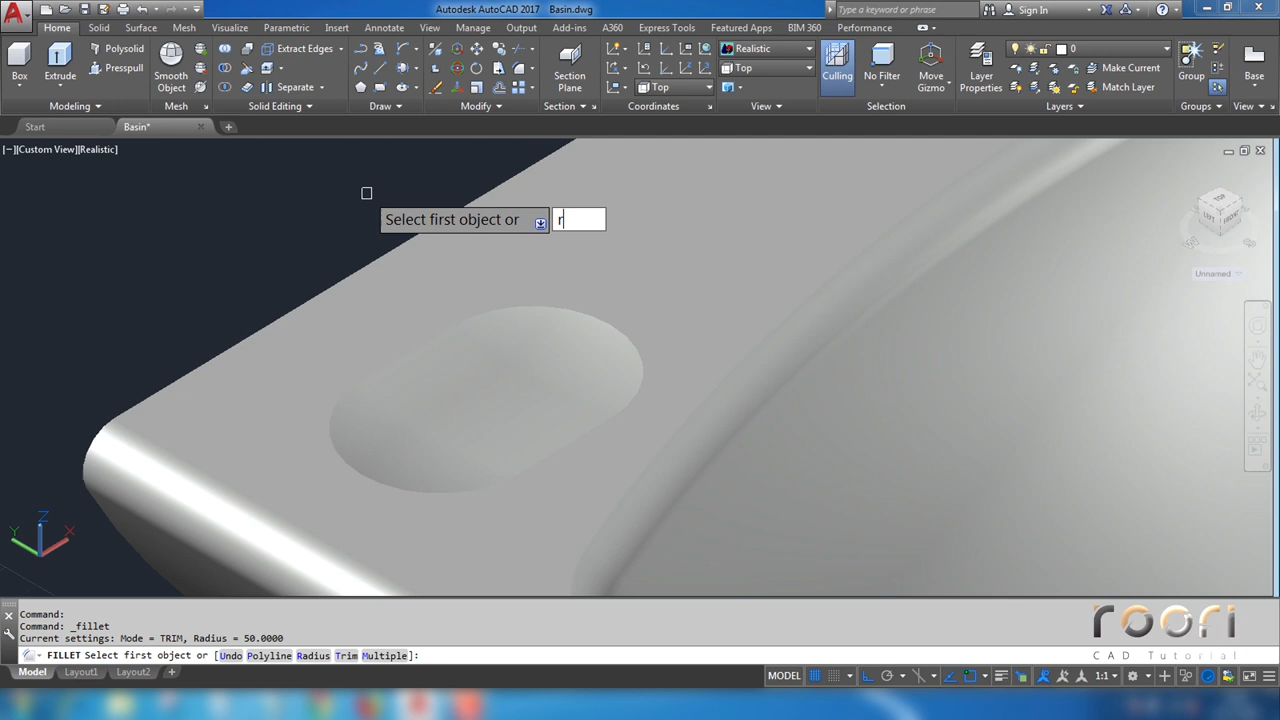 Autodesk AutoCAD 2017 Basin.dwg
Type a keyword or phrase
Sign In
Home Solid Surface Mesh Visualize Parametric Insert Annotate View Manage Output Add-ins A360 Express Tools Featured Apps BIM 360 Performance
Box
Extrude
Polysolid
Presspull
Smooth
Object
Extract Edges
Separate
Section
Plane
Realistic
Top
Top
Culling
No Filter
Move
Gizmo
Layer
Properties
0
Make Current
Match Layer
Group
Base
Modeling
Mesh
Solid Editing
Draw
Modify
Section
Coordinates
View
Selection
Layers
Groups
View
Start
Basin*
[−][Custom View][Realistic]
TOP
LEFT
FRONT
Unnamed
Select first object or r
Z
Y
X
Command:
Command: _fillet
Current settings: Mode = TRIM, Radius = 50.0000
FILLET Select first object or [Undo Polyline Radius Trim Multiple]:
roori
CAD Tutorial
Model Layout1 Layout2
MODEL
1:1